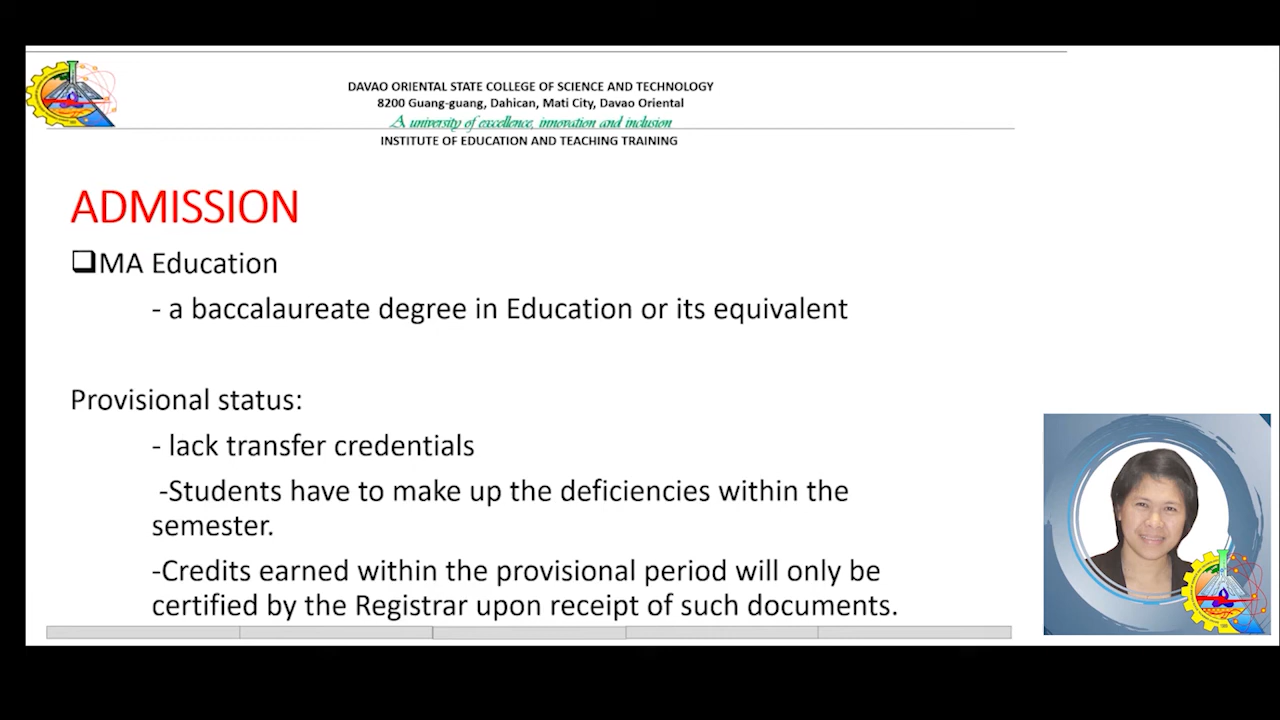 DAVAO ORIENTAL STATE COLLEGE OF SCIENCE AND TECHNOLOGY
8200 Guang-guang, Dahican, Mati City, Davao Oriental
A university of excellence, innovation and inclusion
INSTITUTE OF EDUCATION AND TEACHING TRAINING
ADMISSION
❑MA Education
- a baccalaureate degree in Education or its equivalent
Provisional status:
- lack transfer credentials
-Students have to make up the deficiencies within the
semester.
-Credits earned within the provisional period will only be
certified by the Registrar upon receipt of such documents.